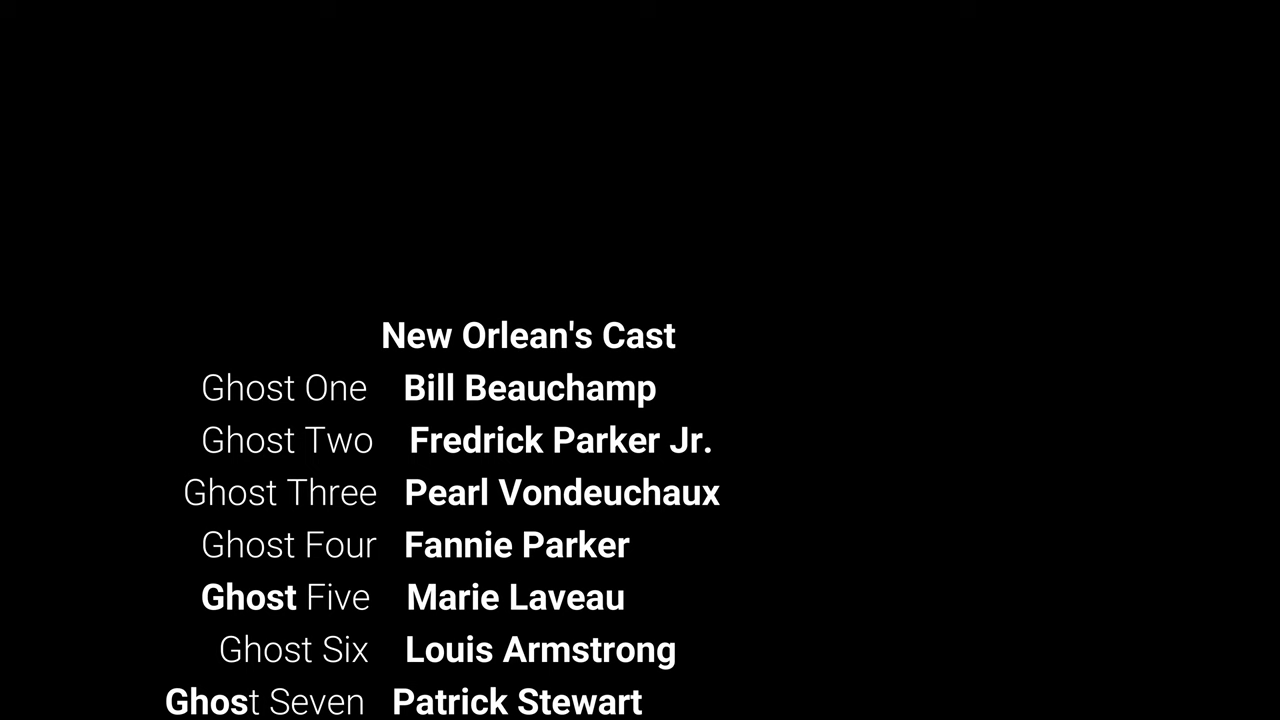 New Orlean's Cast
Ghost One Bill Beauchamp
Ghost Two Fredrick Parker Jr.
Ghost Three Pearl Vondeuchaux
Ghost Four Fannie Parker
Ghost Five Marie Laveau
Ghost Six Louis Armstrong
Ghost Seven Patrick Stewart